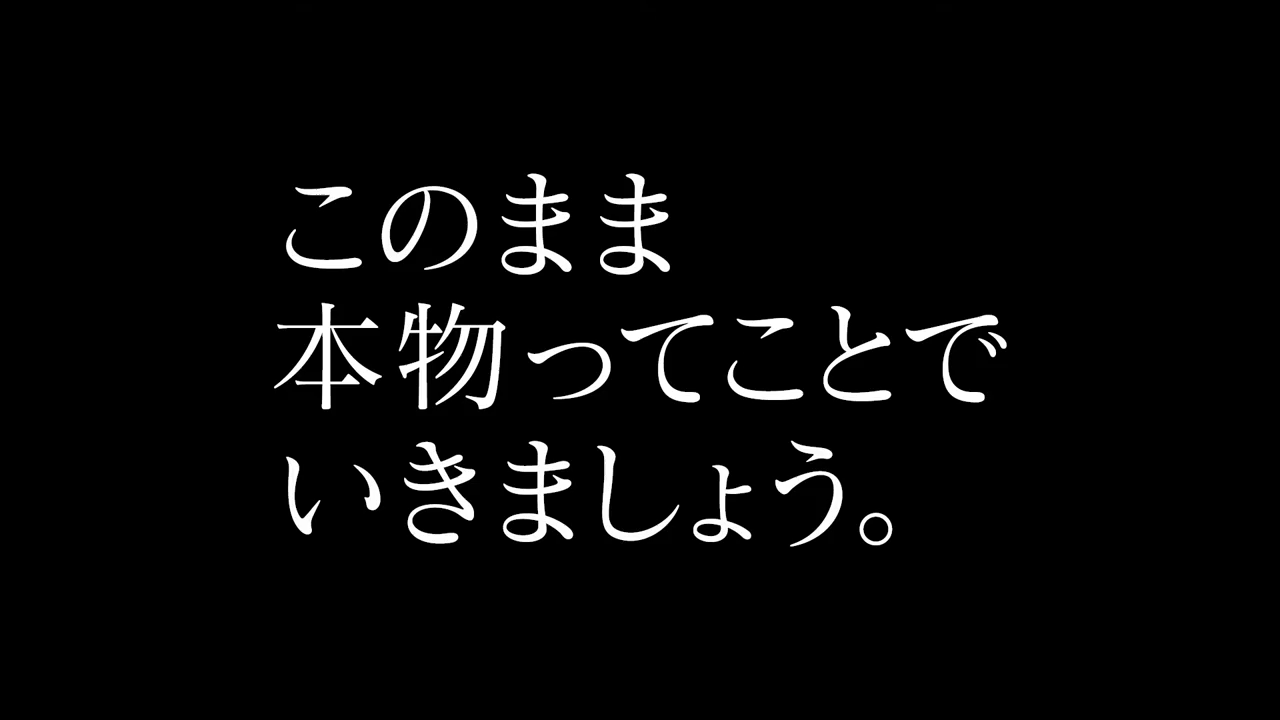 このまま
本物ってことで
いきましょう。